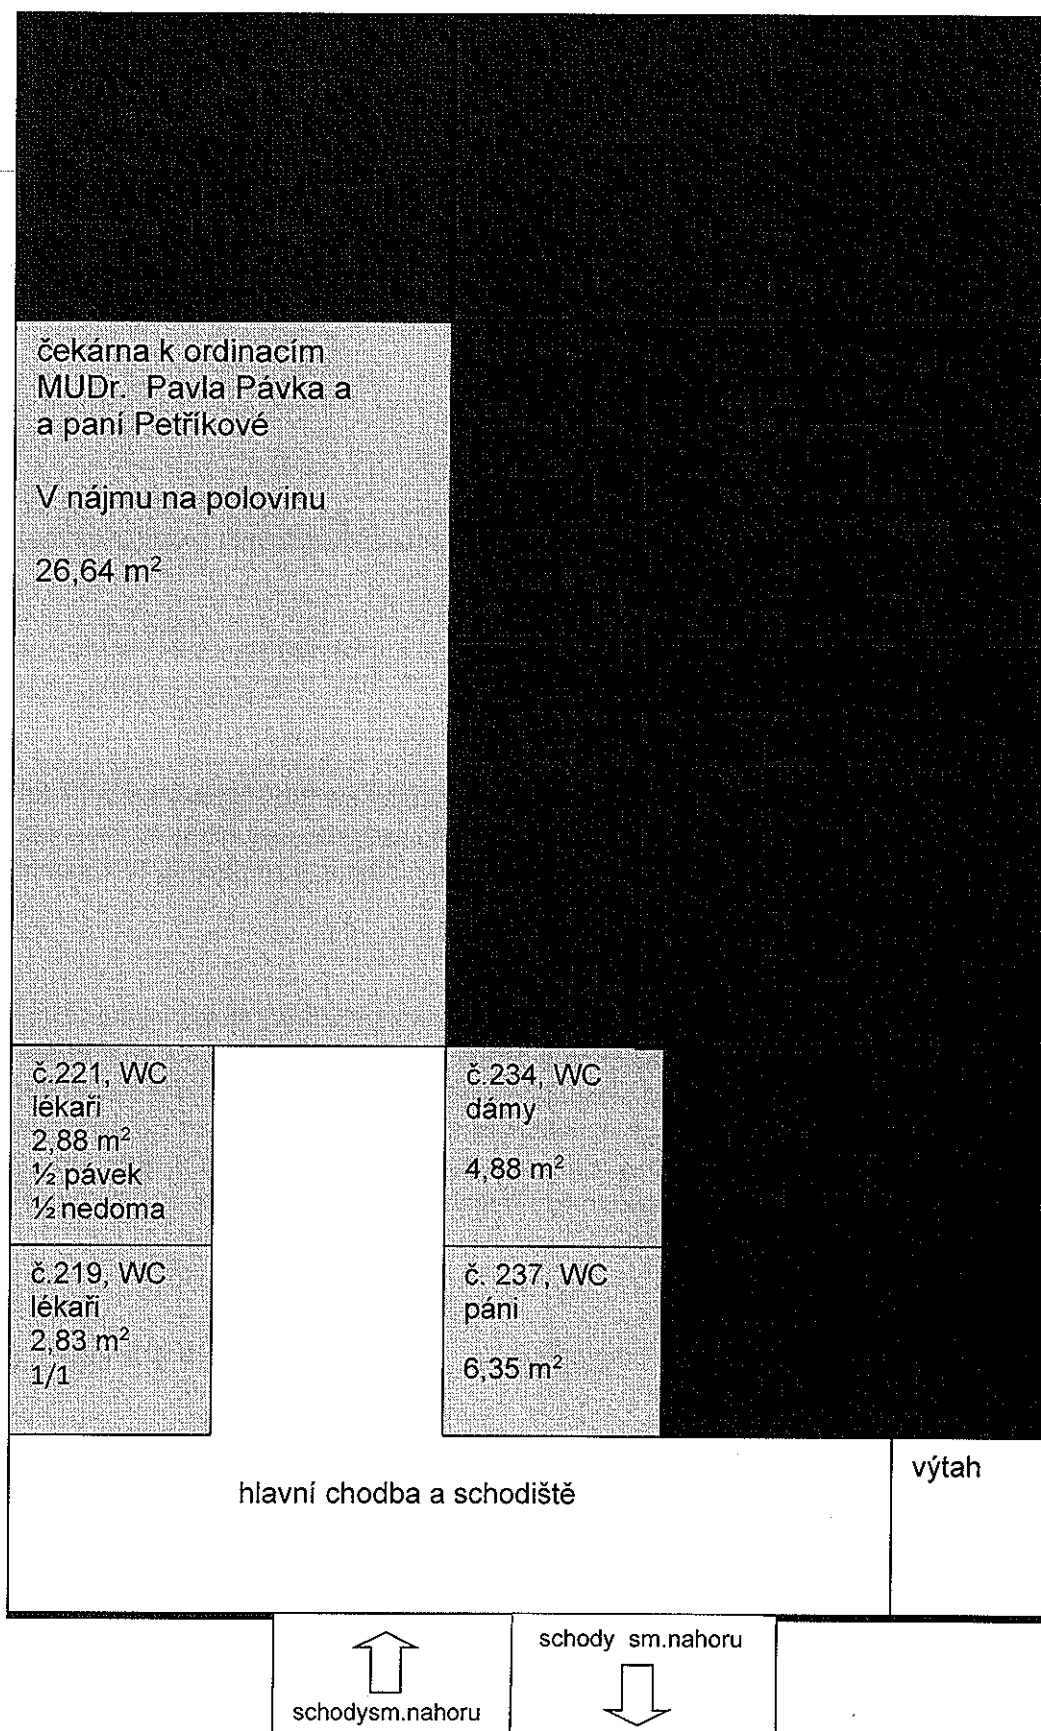 čekárna k ordinacím
MUDr. Pavla Pávka a
a paní Petříkové
V nájmu na polovinu
26,64 m²
č.221, WC
lékaři
2,88 m²
½ pávek
½ nedoma
č.234, WC
dámy
4,88 m²
č.219, WC
lékaři
2,83 m²
1/1
č. 237, WC
páni
6,35 m²
hlavní chodba a schodiště
výtah
schodysm.nahoru
schody sm.nahoru